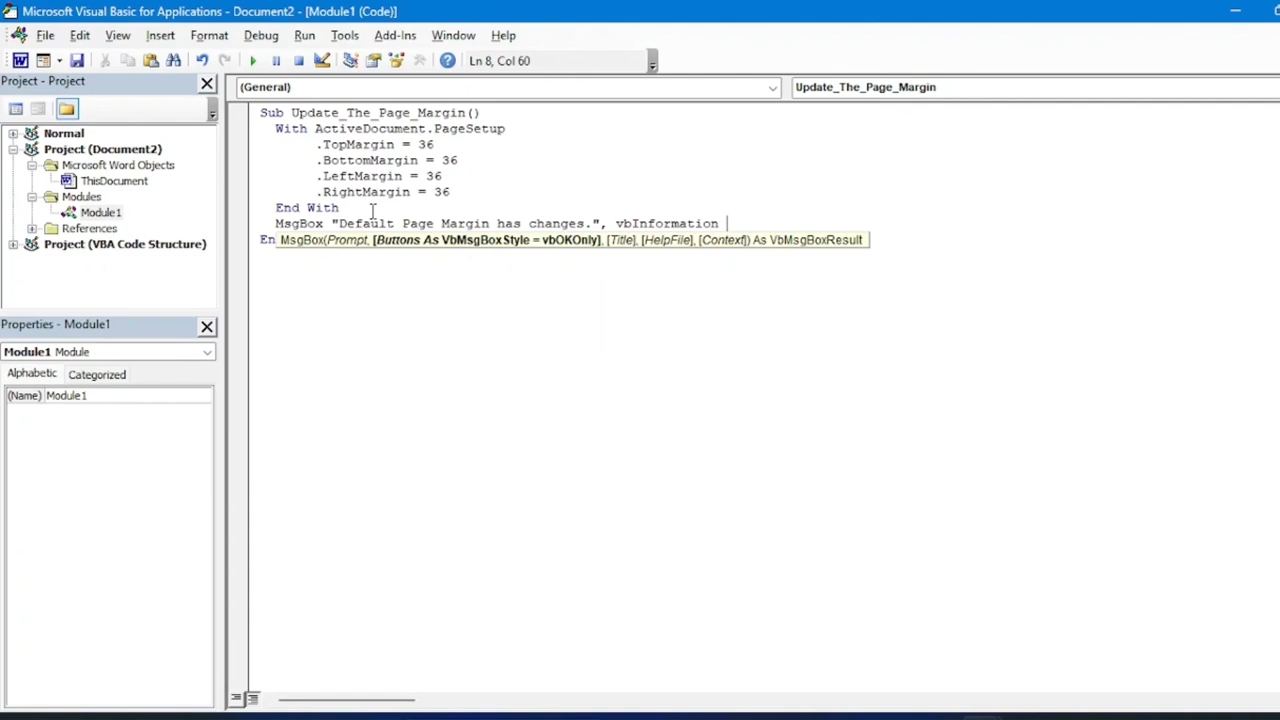 Microsoft Visual Basic for Applications - Document2 - [Module1 (Code)]
File Edit View Insert Format Debug Run Tools Add-Ins Window Help
Ln 8, Col 60
Project - Project
Normal
Project (Document2)
Microsoft Word Objects
ThisDocument
Modules
Module1
References
Project (VBA Code Structure)
Properties - Module1
Module1 Module
Alphabetic Categorized
(Name) Module1
(General) Update_The_Page_Margin
Sub Update_The_Page_Margin()
With ActiveDocument.PageSetup
.TopMargin = 36
.BottomMargin = 36
.LeftMargin = 36
.RightMargin = 36
End With
MsgBox "Default Page Margin has changes.", vbInformation
En
MsgBox(Prompt, [Buttons As VbMsgBoxStyle = vbOKOnly], [Title], [HelpFile], [Context]) As VbMsgBoxResult